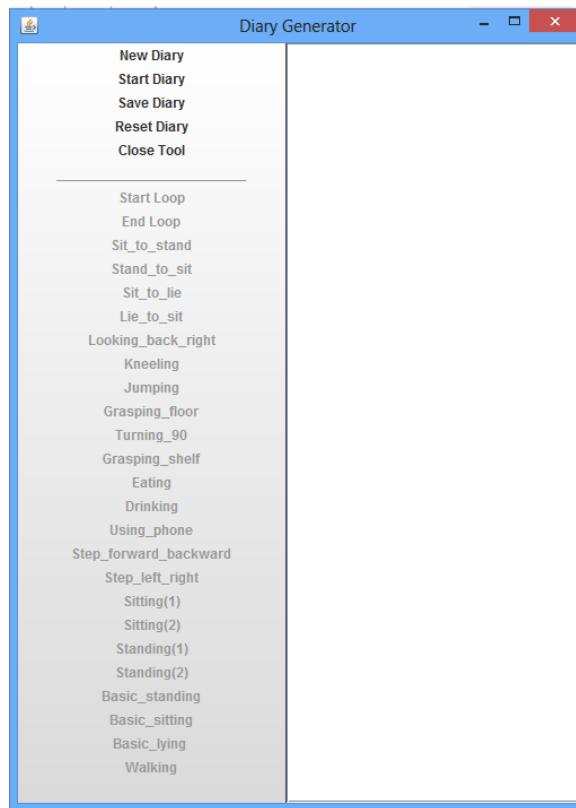 Diary Generator
New Diary
Start Diary
Save Diary
Reset Diary
Close Tool
Start Loop
End Loop
Sit_to_stand
Stand_to_sit
Sit_to_lie
Lie_to_sit
Looking_back_right
Kneeling
Jumping
Grasping_floor
Turning_90
Grasping_shelf
Eating
Drinking
Using_phone
Step_forward_backward
Step_left_right
Sitting(1)
Sitting(2)
Standing(1)
Standing(2)
Basic_standing
Basic_sitting
Basic_lying
Walking